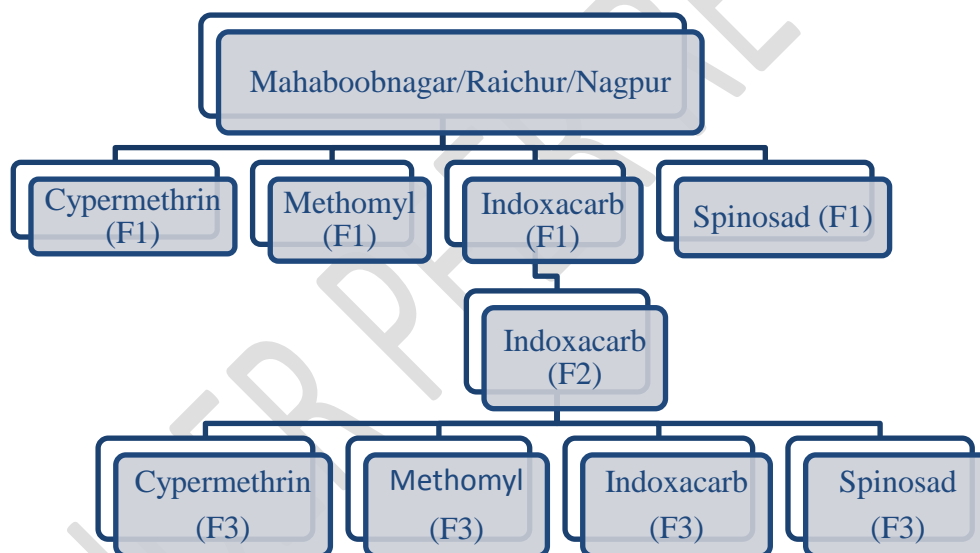 Mahaboobnagar/Raichur/Nagpur
Cypermethrin
(F1)
Methomyl
(F1)
Indoxacarb
(F1)
Spinosad (F1)
Indoxacarb
(F2)
Cypermethrin
(F3)
Methomyl
(F3)
Indoxacarb
(F3)
Spinosad
(F3)